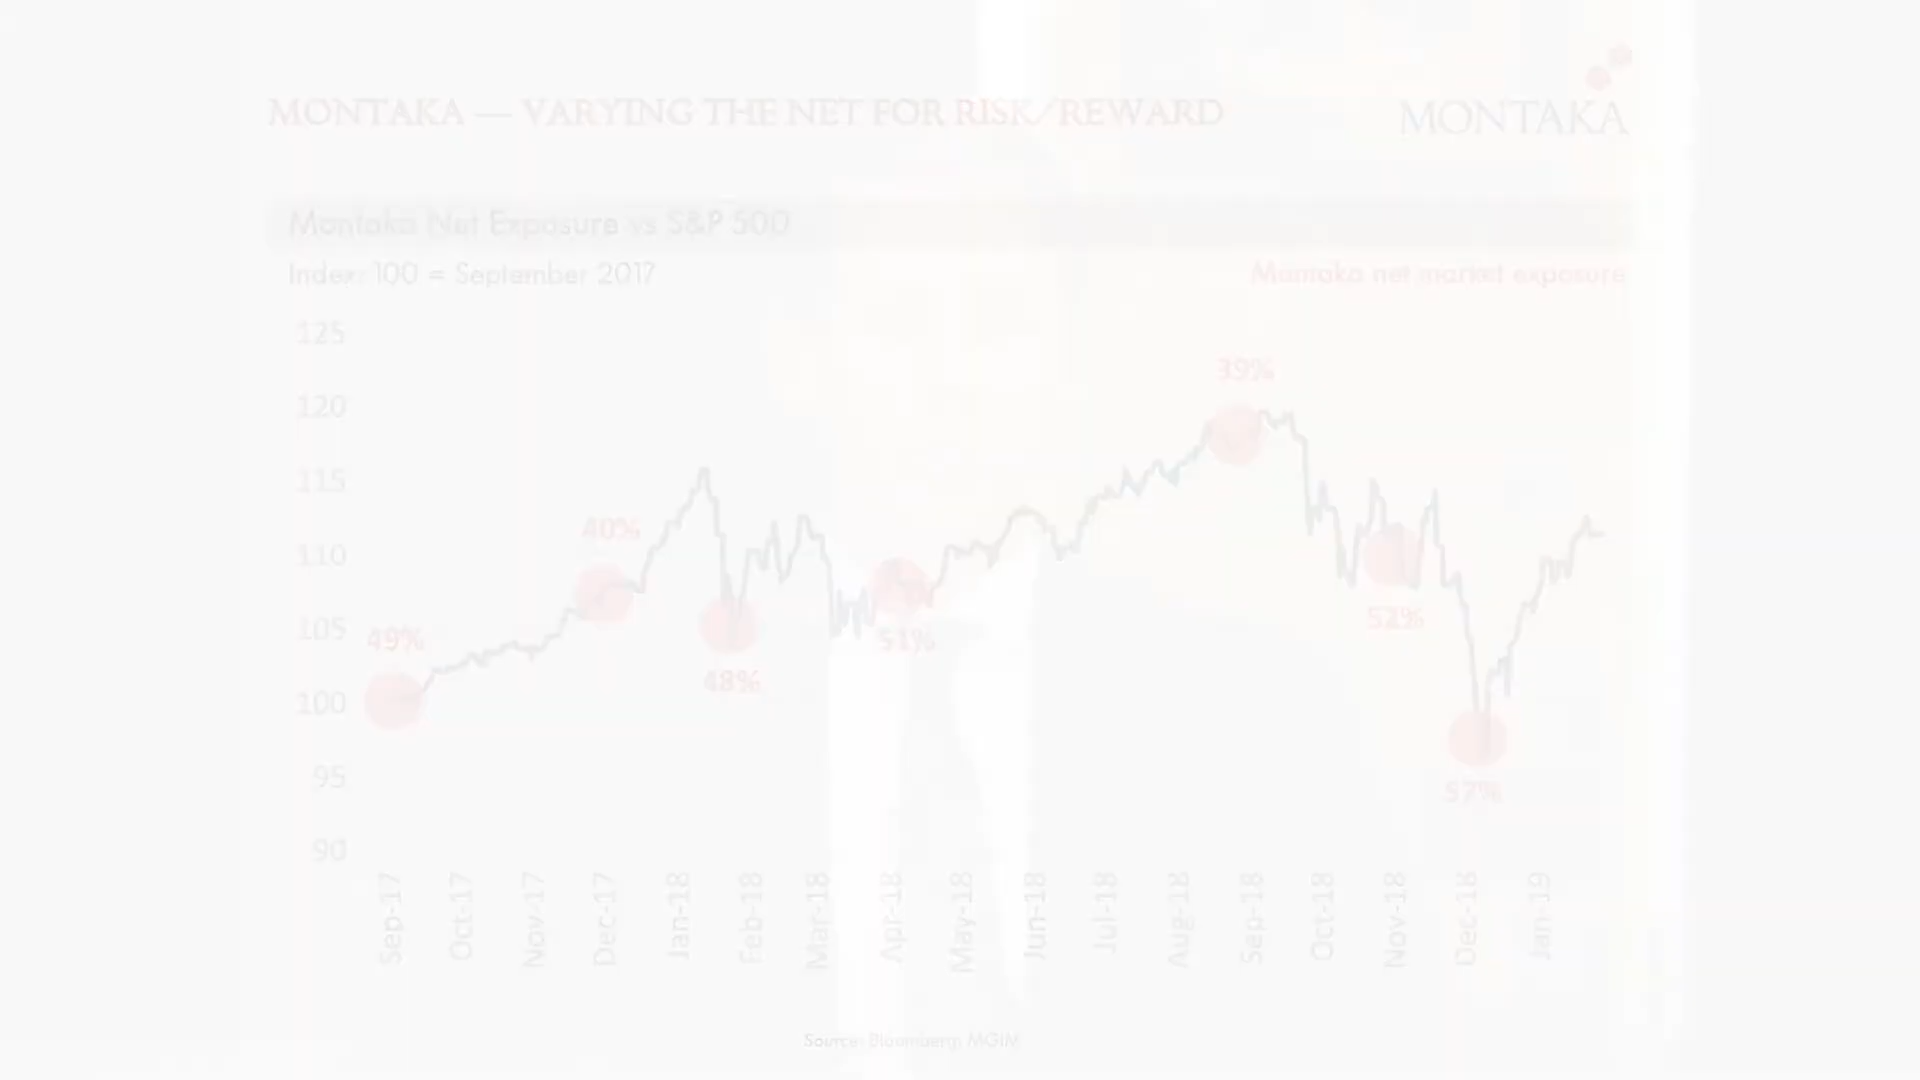 MONTAKA — VARYING THE NET FOR RISK/REWARD
MONTAKA
Montaka Net Exposure vs S&P 500
Index: 100 = September 2017
Montaka net market exposure
125
120
115
110
105
100
95
90
49%
40%
48%
51%
39%
52%
57%
Sep-17
Oct-17
Nov-17
Dec-17
Jan-18
Feb-18
Mar-18
Apr-18
May-18
Jun-18
Jul-18
Aug-18
Sep-18
Oct-18
Nov-18
Dec-18
Jan-19
Source: Bloomberg, MGIM